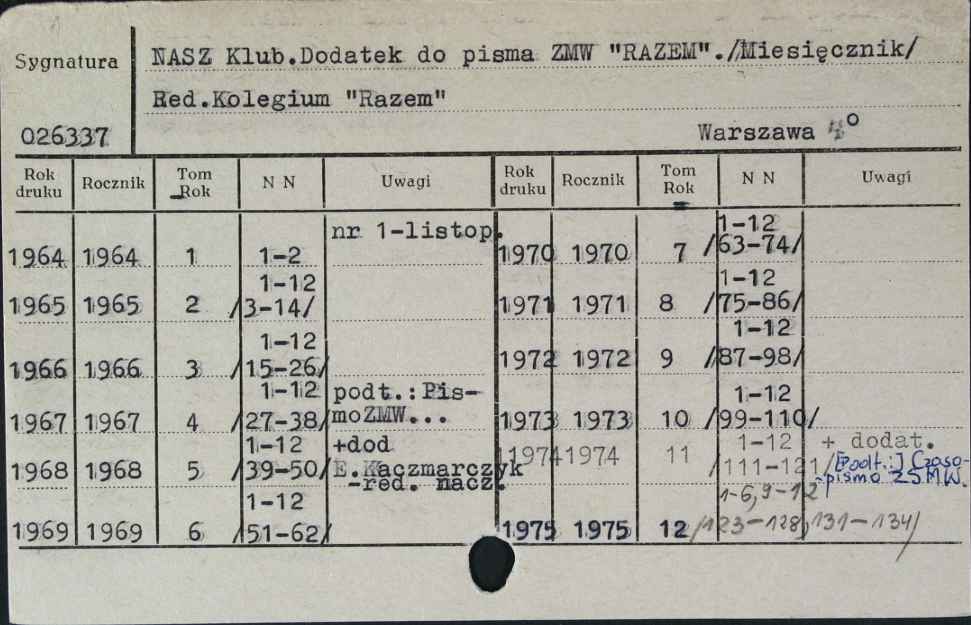 Sygnatura
NASZ Klub.Dodatek do pisma ZMW "RAZEM"./Miesięcznik/
Red.Kolegium "Razem"
026337
Warszawa 4°
Rok druku Rocznik Tom Rok N N Uwagi Rok druku Rocznik Tom Rok N N Uwagi
nr 1-listop.
1964 1964 1 1-2
1-12
1965 1965 2 /3-14/
1-12
1966 1966 3 /15-26/
1-12 podt.:Pis-
1967 1967 4 /27-38/ moZMW...
1-12 +dod
1968 1968 5 /39-50/ E.Kaczmarczyk
-red. nacz.
1-12
1969 1969 6 /51-62/
1-12
1970 1970 7 /63-74/
1-12
1971 1971 8 /75-86/
1-12
1972 1972 9 /87-98/
1-12
1973 1973 10 /99-110/
1-12 + dodat.
1974 1974 11 /111-121/ [Podt.:] Czaso-
-pismo ZSMW.
1-6,9-12
1975 1975 12 /123-128,131-134/